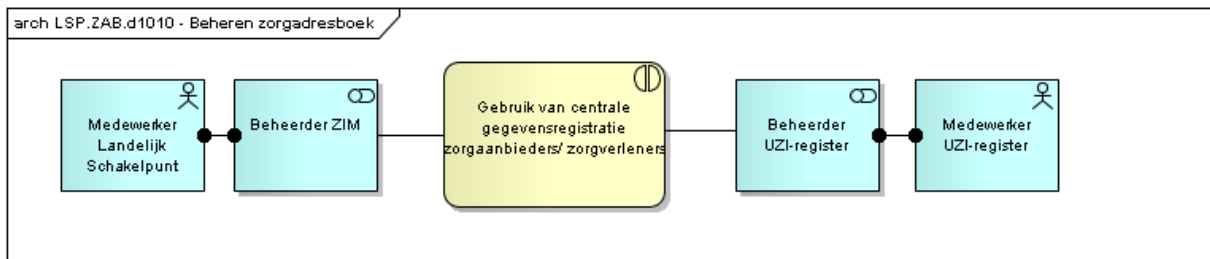 arch LSP.ZAB.d1010 - Beheren zorgadresboek
Medewerker
Landelijk
Schakelpunt
Beheerder ZIM
Gebruik van centrale
gegevensregistratie
zorgaanbieders/ zorgverleners
Beheerder
UZI-register
Medewerker
UZI-register